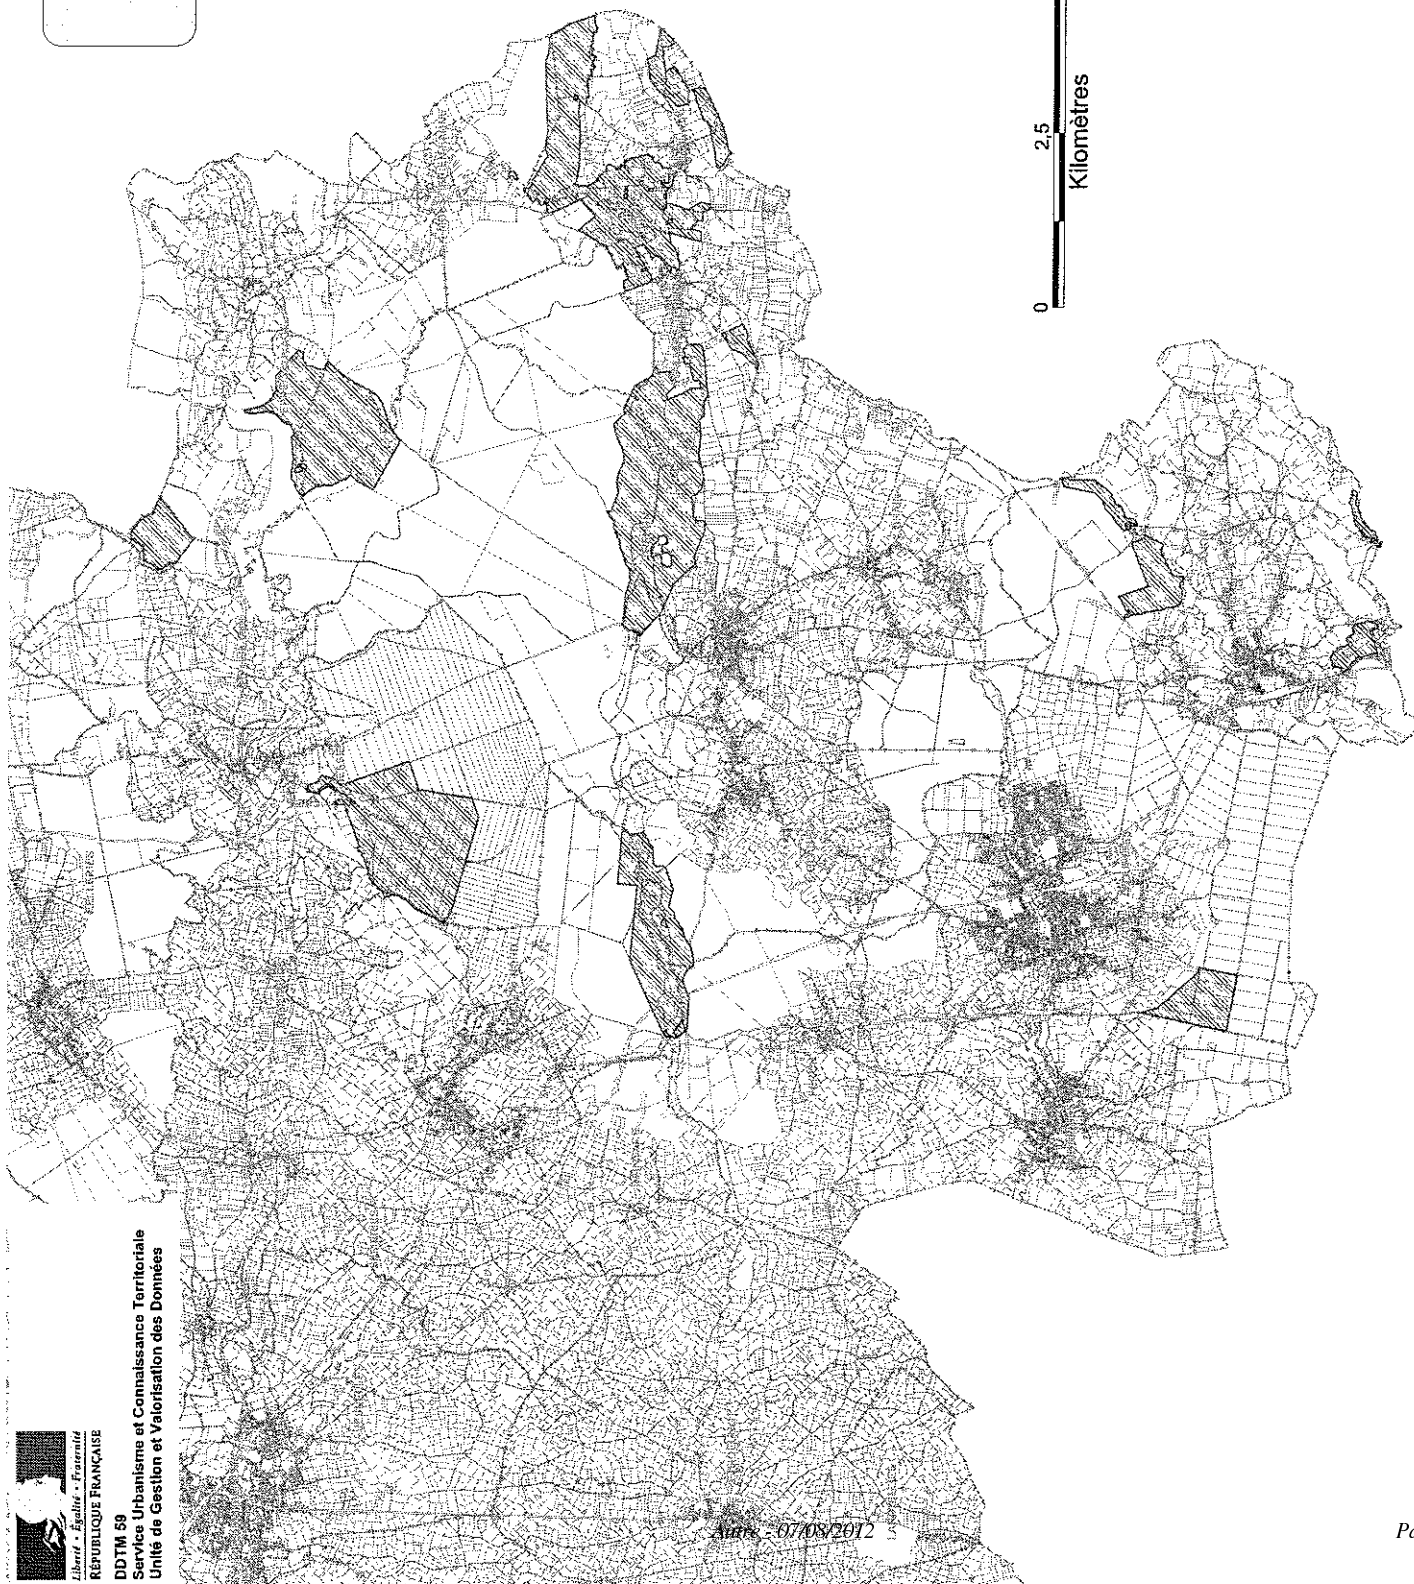 Liberté • Égalité • Fraternité
RÉPUBLIQUE FRANÇAISE
DDTM 59
Service Urbanisme et Connaissance Territoriale
Unité de Gestion et Valorisation des Données
0
2,5
Kilomètres
Autre - 07/08/2012